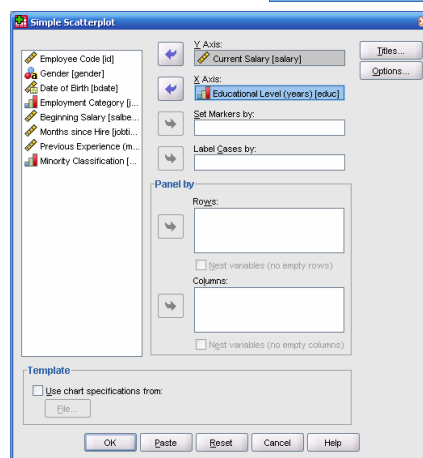 Simple Scatterplot
Employee Code [id]
Gender [gender]
Date of Birth [bdate]
Employment Category [j...
Beginning Salary [salbe...
Months since Hire [jobti...
Previous Experience (m...
Minority Classification [...
Y Axis:
Current Salary [salary]
X Axis:
Educational Level (years) [educ]
Set Markers by:
Label Cases by:
Panel by
Rows:
Nest variables (no empty rows)
Columns:
Nest variables (no empty columns)
Titles...
Options...
Template
Use chart specifications from:
File...
OK
Paste
Reset
Cancel
Help